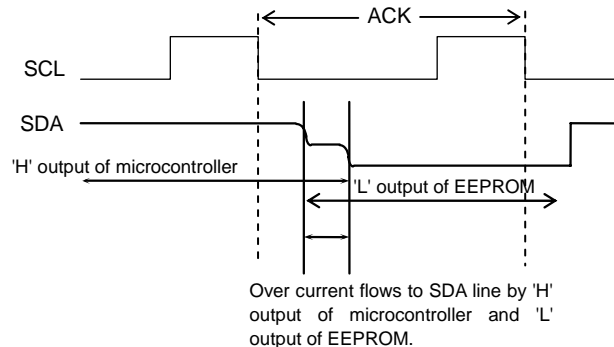 ACK
SCL
SDA
'H' output of microcontroller
'L' output of EEPROM
Over current flows to SDA line by 'H'
output of microcontroller and 'L'
output of EEPROM.